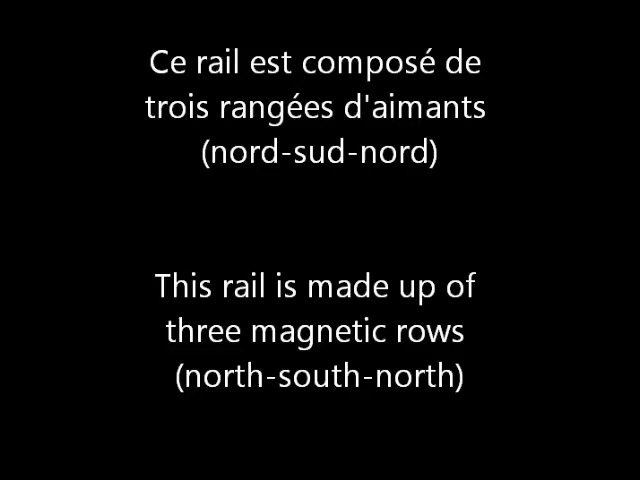 Ce rail est composé de
trois rangées d'aimants
(nord-sud-nord)
This rail is made up of
three magnetic rows
(north-south-north)